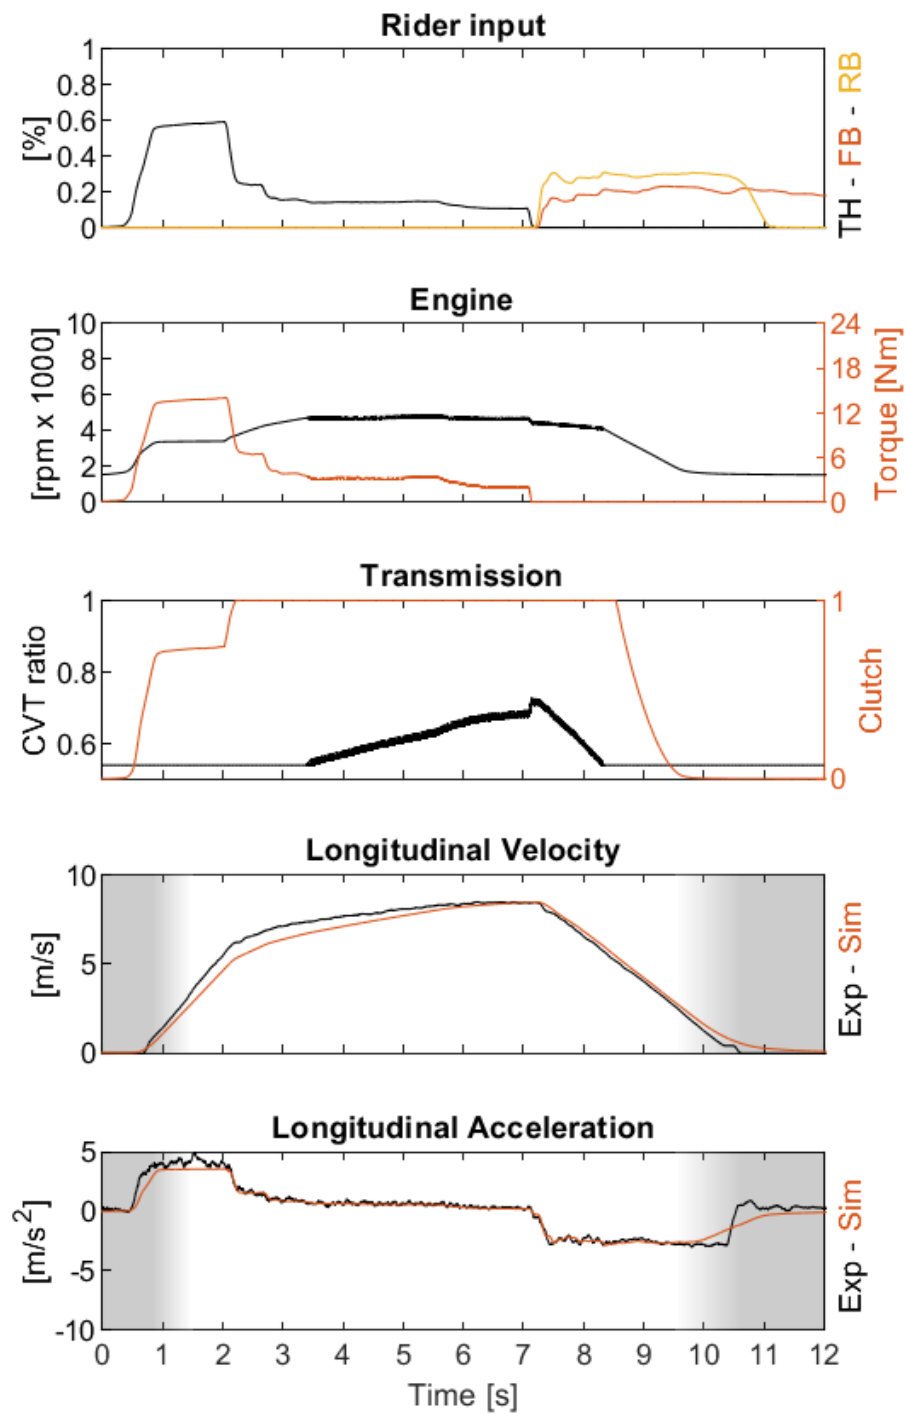 Rider input
1
0.8
0.6
0.4
0.2
0
[%]
TH - FB - RB
Engine
10
8
6
4
2
0
[rpm x 1000]
24
18
12
6
0
Torque [Nm]
Transmission
1
0.8
0.6
CVT ratio
1
0
Clutch
Longitudinal Velocity
10
5
0
[m/s]
Exp - Sim
Longitudinal Acceleration
5
0
-5
-10
[m/s²]
Exp - Sim
0 1 2 3 4 5 6 7 8 9 10 11 12
Time [s]